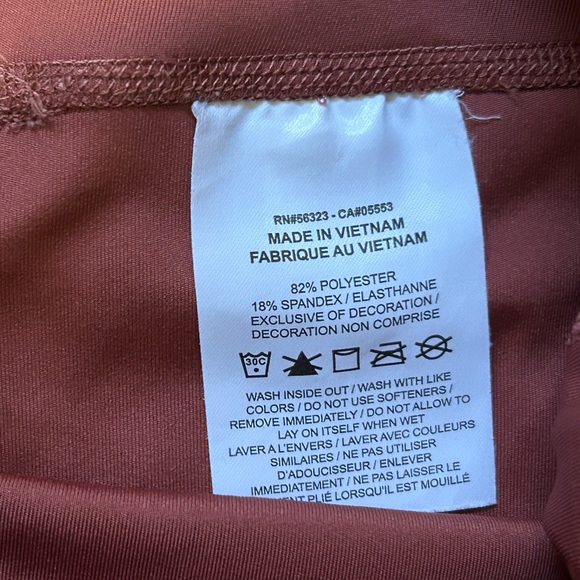 RN#56323 - CA#05553
MADE IN VIETNAM
FABRIQUE AU VIETNAM
82% POLYESTER
18% SPANDEX / ELASTHANNE
EXCLUSIVE OF DECORATION /
DECORATION NON COMPRISE
30C
WASH INSIDE OUT / WASH WITH LIKE
COLORS / DO NOT USE SOFTENERS /
REMOVE IMMEDIATELY / DO NOT ALLOW TO
LAY ON ITSELF WHEN WET
LAVER A L'ENVERS / LAVER AVEC COULEURS
SIMILAIRES / NE PAS UTILISER
D'ADOUCISSEUR / ENLEVER
IMMEDIATEMENT / NE PAS LAISSER LE
PLIÉ LORSQU'IL EST MOUILLÉ